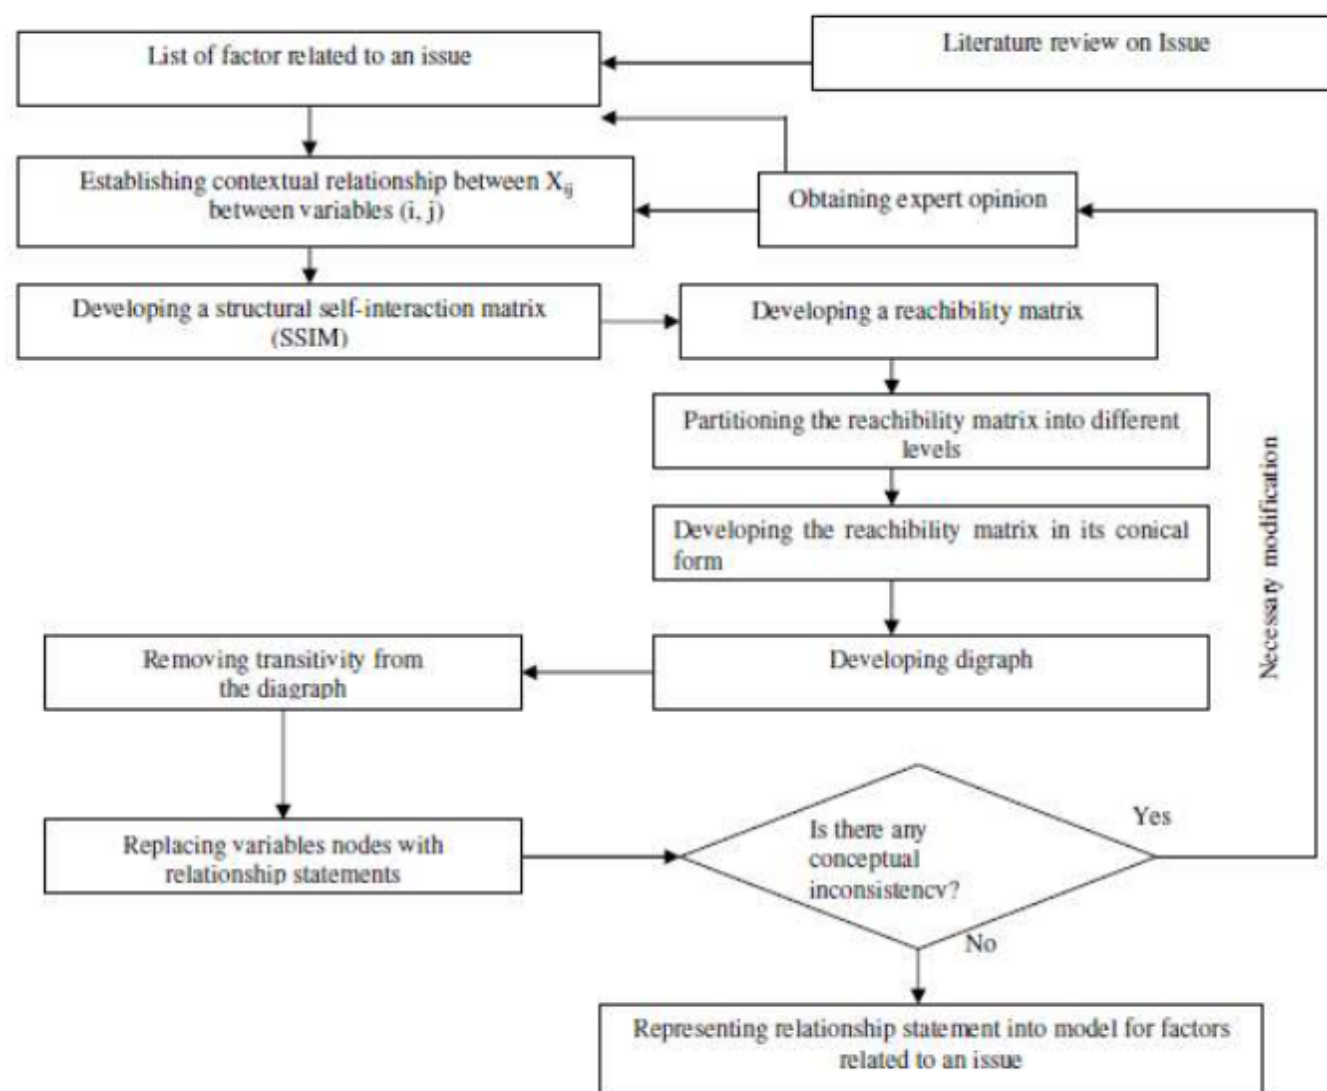 List of factor related to an issue
Literature review on Issue
Establishing contextual relationship between Xij
between variables (i, j)
Obtaining expert opinion
Developing a structural self-interaction matrix
(SSIM)
Developing a reachibility matrix
Partitioning the reachibility matrix into different
levels
Developing the reachibility matrix in its conical
form
Necessary modification
Removing transitivity from
the diagraph
Developing digraph
Replacing variables nodes with
relationship statements
Is there any
conceptual
inconsistency?
Yes
No
Representing relationship statement into model for factors
related to an issue